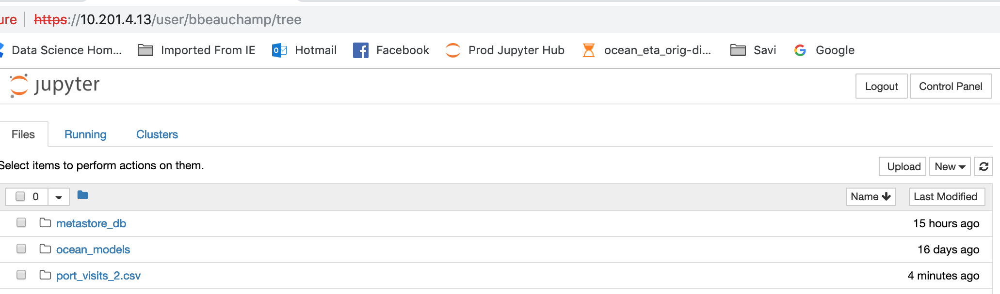 ure https://10.201.4.13/user/bbeauchamp/tree
Data Science Hom... Imported From IE Hotmail Facebook Prod Jupyter Hub ocean_eta_orig-di... Savi Google
jupyter Logout Control Panel
Files Running Clusters
Select items to perform actions on them. Upload New
0 Name Last Modified
metastore_db 15 hours ago
ocean_models 16 days ago
port_visits_2.csv 4 minutes ago